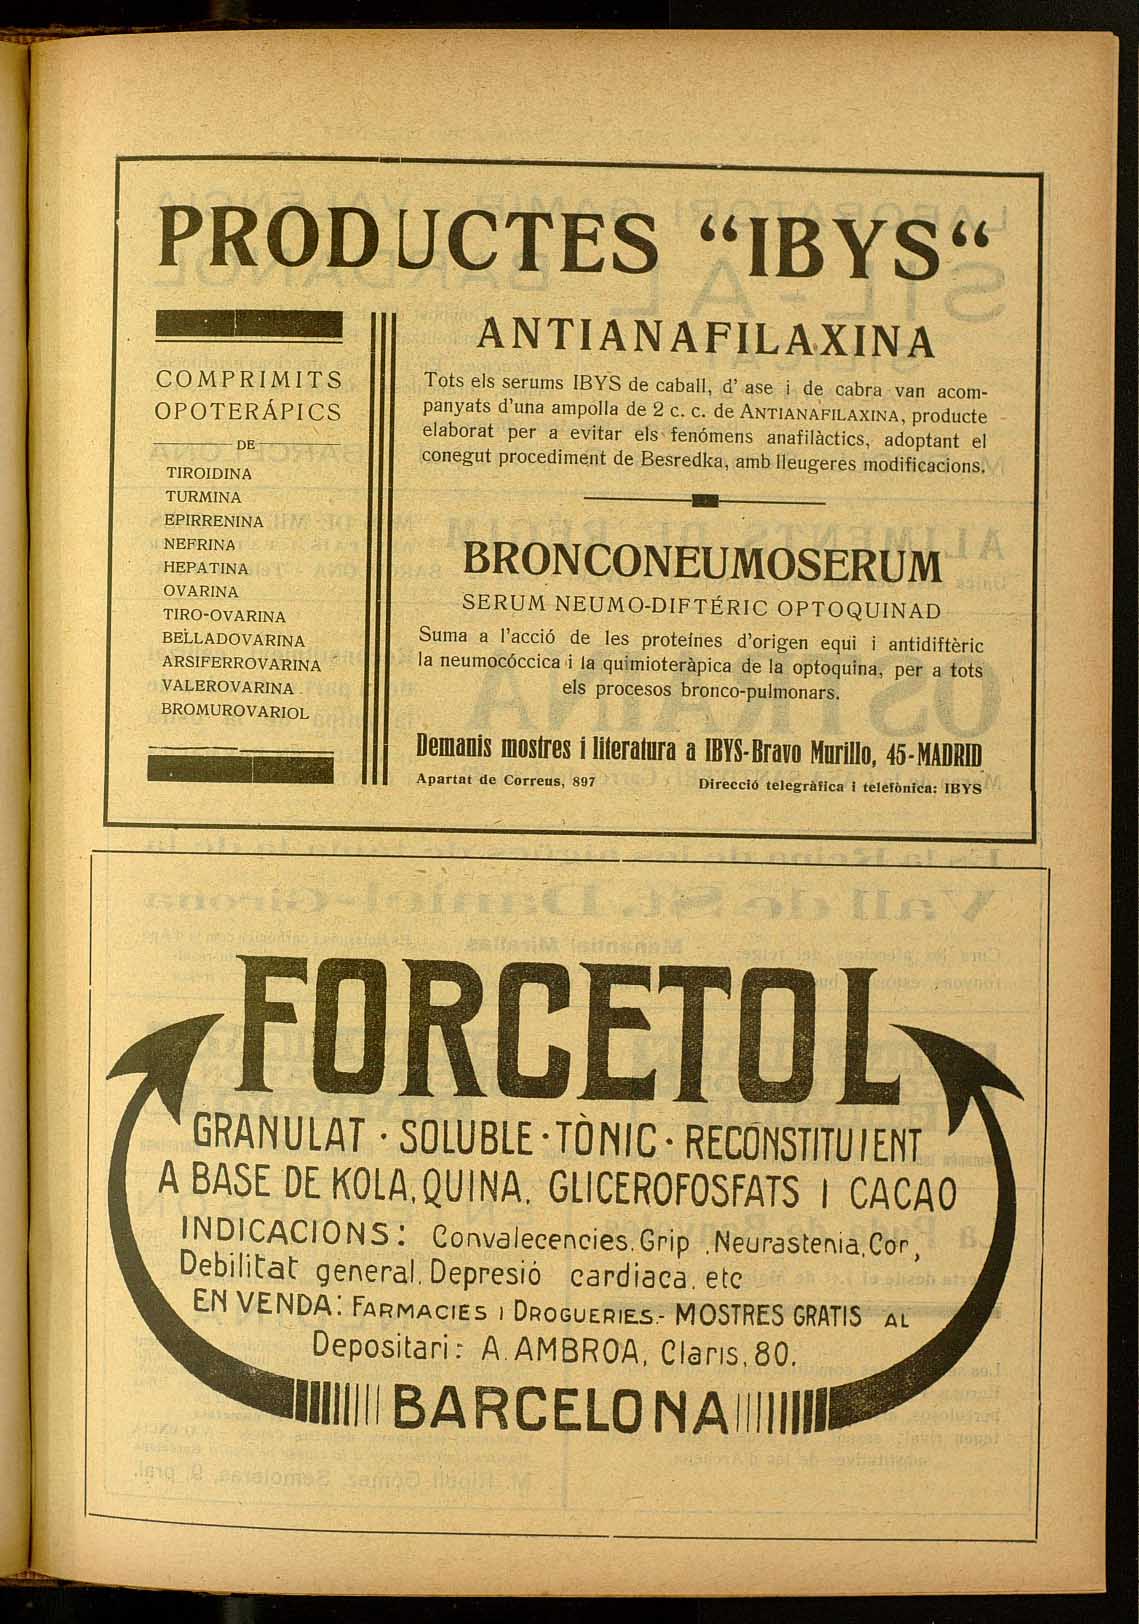 PRODUCTES “IBYS“
COMPRIMITS
OPOTERÁPICS
DE
TIROIDINA
TURMINA
EPIRRENINA
NEFRINA
HEPATINA
OVARINA
TIRO-OVARINA
BELLADOVARINA
ARSIFERROVARINA
VALEROVARINA
BROMUROVARIOL
ANTIANAFILAXINA
Tots els serums IBYS de caball, d' ase i de cabra van acom-
panyats d'una ampolla de 2 c. c. de ANTIANAFILAXINA, producte
elaborat per a evitar els fenómens anafilàctics, adoptant el
conegut procediment de Besredka, amb lleugeres modificacions.
BRONCONEUMOSERUM
SERUM NEUMO-DIFTÉRIC OPTOQUINAD
Suma a l'acció de les proteínes d'origen equi i antidiftèric
la neumocóccica i la quimioteràpica de la optoquina, per a tots
els procesos bronco-pulmonars.
Demanis mostres i literatura a IBYS-Bravo Murillo, 45-MADRID
Apartat de Correus, 897 Direcció telegràfica i telefònica: IBYS
FORCETOL
GRANULAT · SOLUBLE · TÒNIC · RECONSTITUIENT
A BASE DE KOLA, QUINA, GLICEROFOSFATS I CACAO
INDICACIONS: Convalecencies, Grip, Neurastenia, Cor,
Debilitat general, Depresió cardiaca, etc
EN VENDA: FARMACIES I DROGUERIES.- MOSTRES GRATIS AL
Depositari: A. AMBROA, Claris, 80.
BARCELONA